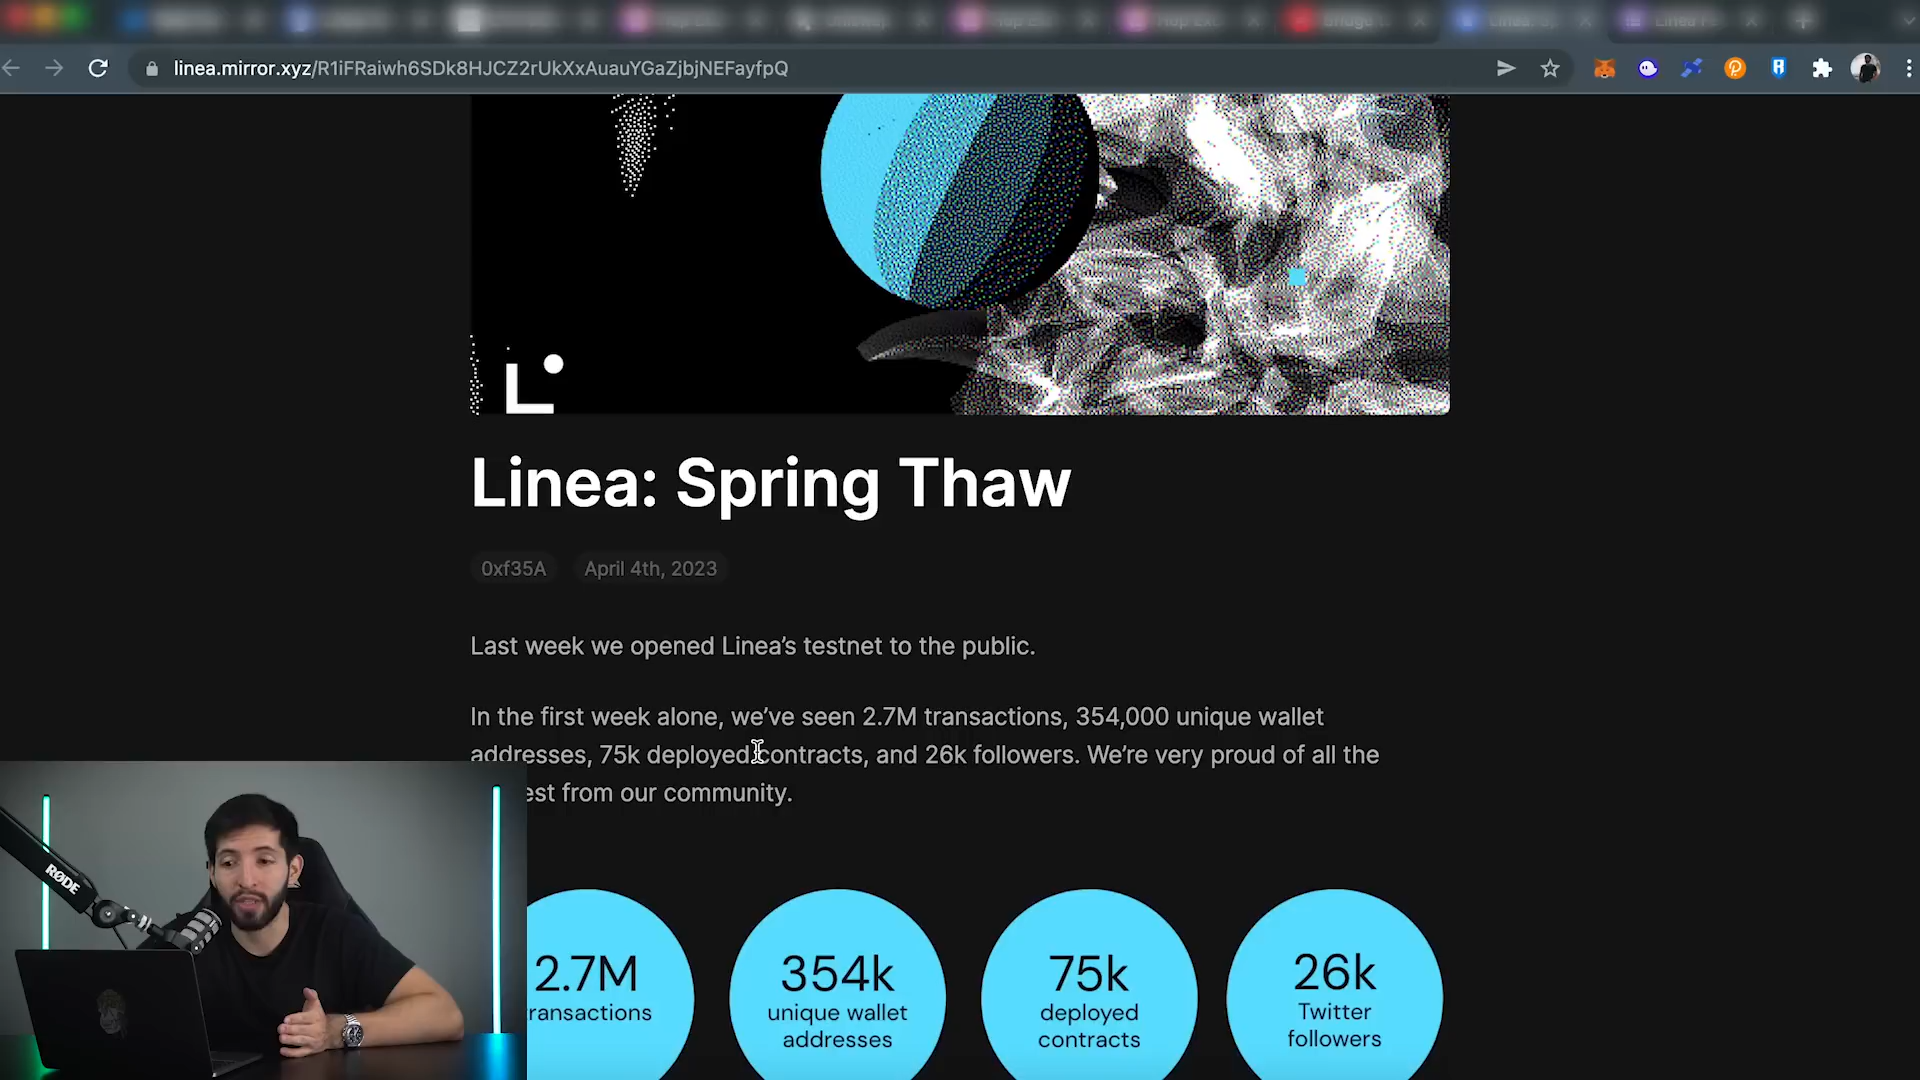 linea.mirror.xyz/R1iFRaiwh6SDk8HJCZ2rUkXxAuauYGaZjbjNEFayfpQ
Linea: Spring Thaw
0xf35A
April 4th, 2023
Last week we opened Linea’s testnet to the public.
In the first week alone, we’ve seen 2.7M transactions, 354,000 unique wallet
addresses, 75k deployed contracts, and 26k followers. We’re very proud of all the
est from our community.
2.7M
ransactions
354k
unique wallet
addresses
75k
deployed
contracts
26k
Twitter
followers
RØDE